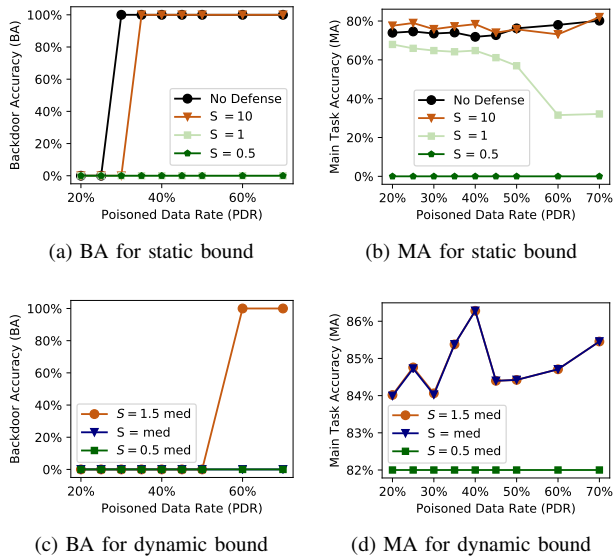 100%
80%
60%
40%
20%
0%
Backdoor Accuracy (BA)
No Defense
S = 10
S = 1
S = 0.5
20% 40% 60%
Poisoned Data Rate (PDR)
(a) BA for static bound
80%
60%
40%
20%
0%
Main Task Accuracy (MA)
No Defense
S = 10
S = 1
S = 0.5
20% 30% 40% 50% 60% 70%
Poisoned Data Rate (PDR)
(b) MA for static bound
100%
80%
60%
40%
20%
0%
Backdoor Accuracy (BA)
S = 1.5 med
S = med
S = 0.5 med
20% 40% 60%
Poisoned Data Rate (PDR)
(c) BA for dynamic bound
86%
85%
84%
83%
82%
Main Task Accuracy (MA)
S = 1.5 med
S = med
S = 0.5 med
20% 30% 40% 50% 60% 70%
Poisoned Data Rate (PDR)
(d) MA for dynamic bound